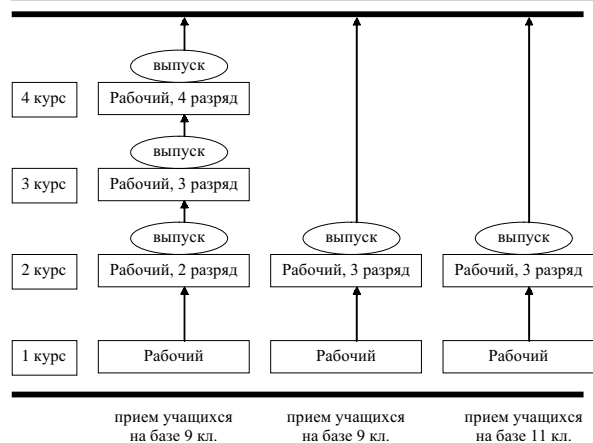 выпуск
4 курс
Рабочий, 4 разряд
выпуск
3 курс
Рабочий, 3 разряд
выпуск
выпуск
выпуск
2 курс
Рабочий, 2 разряд
Рабочий, 3 разряд
Рабочий, 3 разряд
1 курс
Рабочий
Рабочий
Рабочий
прием учащихся
на базе 9 кл.
прием учащихся
на базе 9 кл.
прием учащихся
на базе 11 кл.